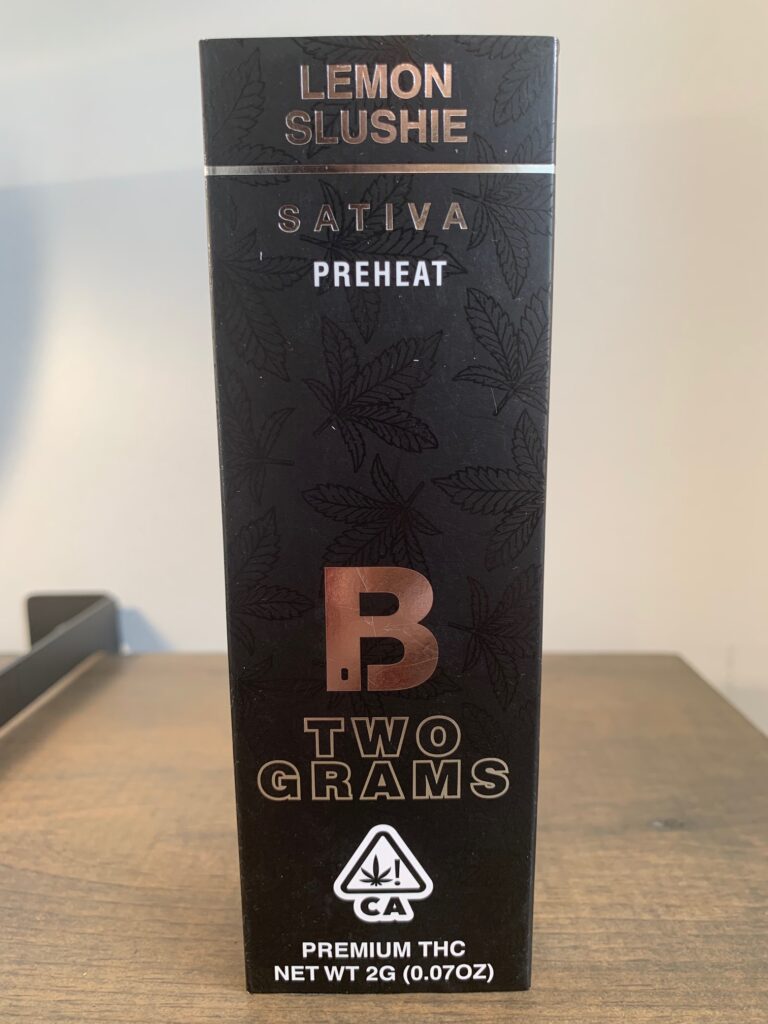 LEMON
SLUSHIE
SATIVA
PREHEAT
B
TWO
GRAMS
!
CA
PREMIUM THC
NET WT 2G (0.07OZ)